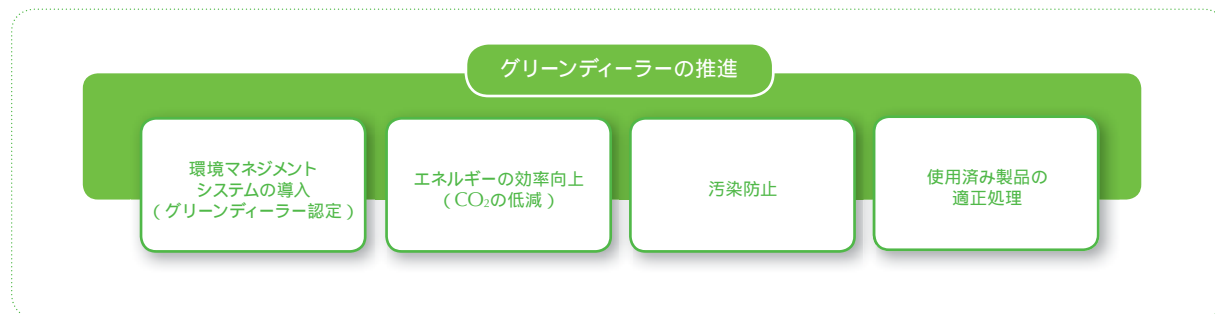 グリーンディーラーの推進
環境マネジメント
システムの導入
(グリーンディーラー認定)
エネルギーの効率向上
(CO₂の低減)
汚染防止
使用済み製品の
適正処理